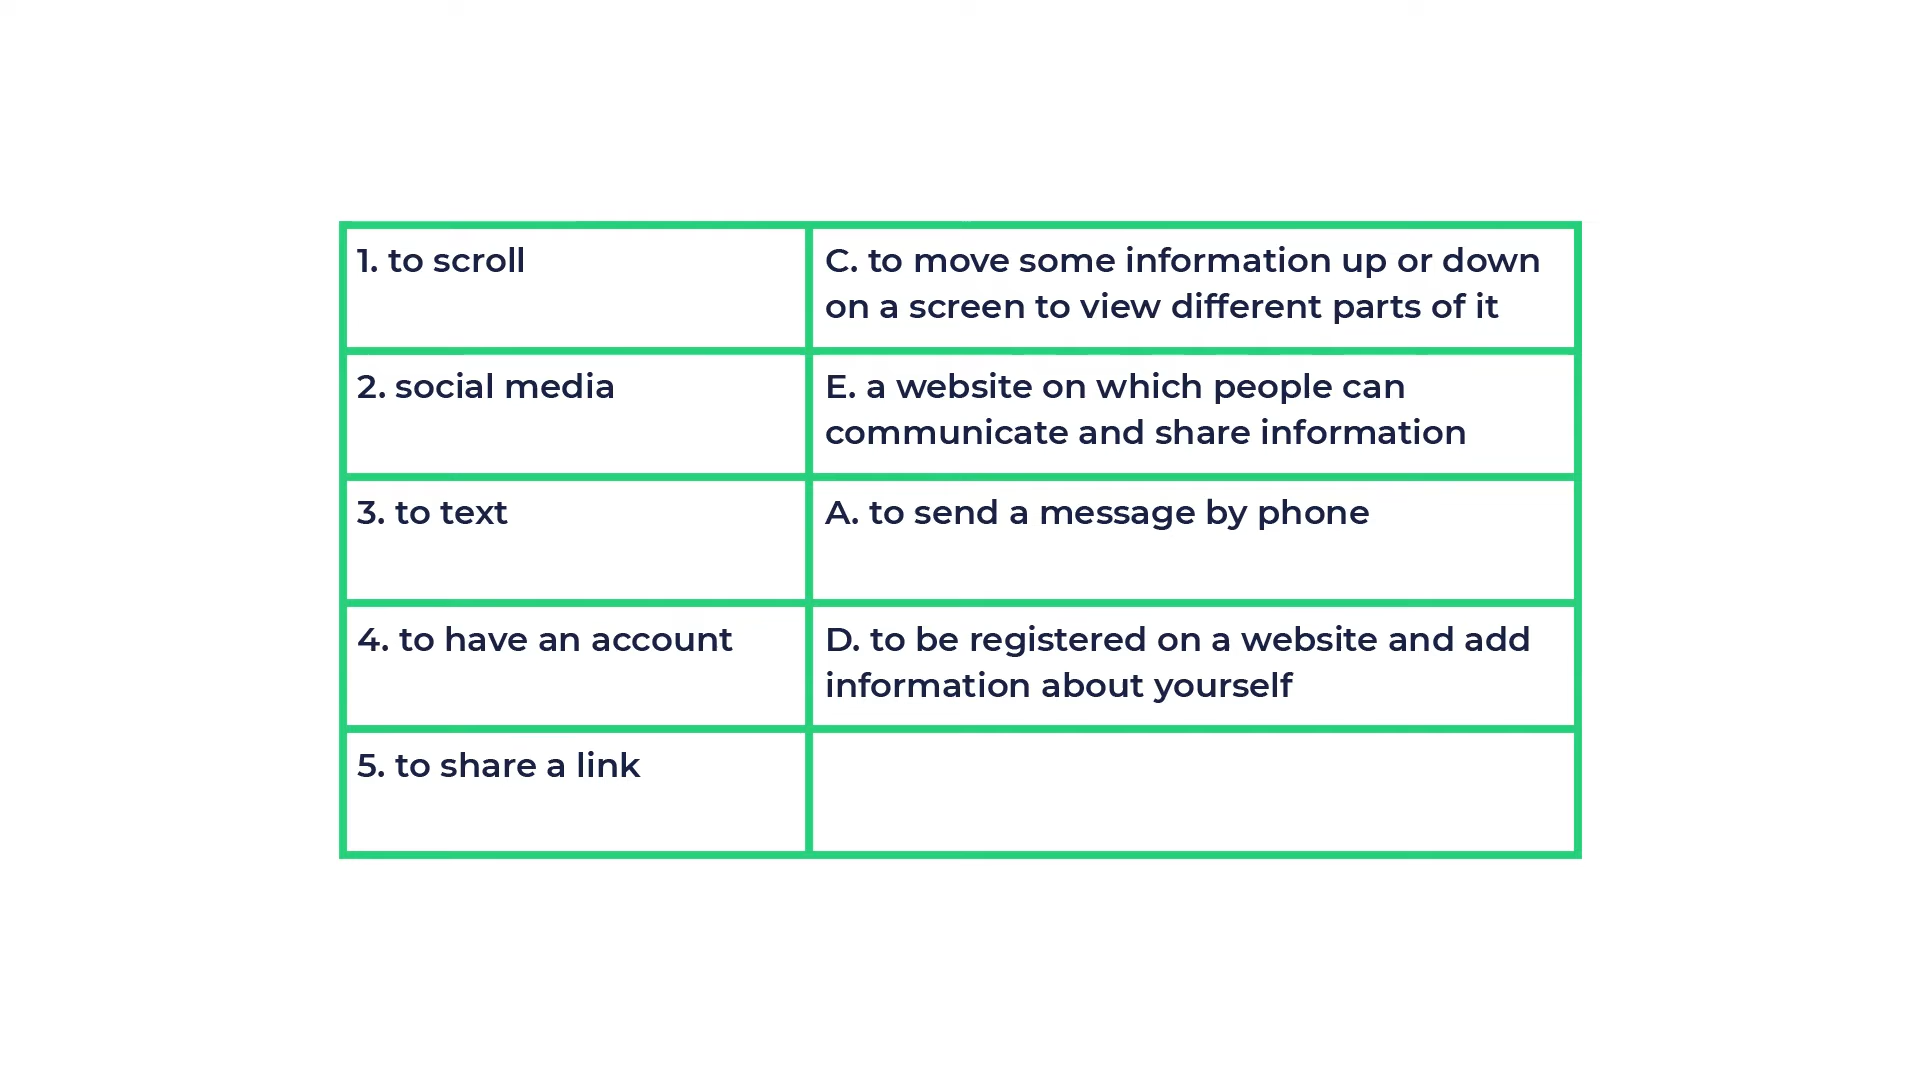 1. to scroll
C. to move some information up or down
on a screen to view different parts of it
2. social media
E. a website on which people can
communicate and share information
3. to text
A. to send a message by phone
4. to have an account
D. to be registered on a website and add
information about yourself
5. to share a link